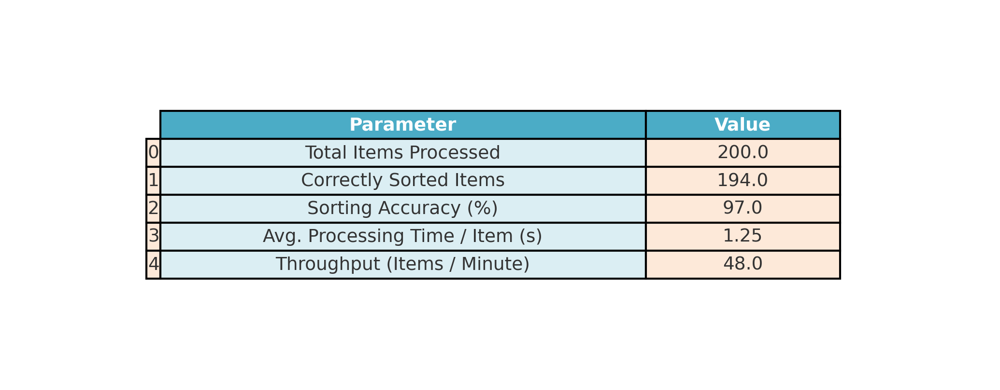 Parameter Value
0 Total Items Processed 200.0
1 Correctly Sorted Items 194.0
2 Sorting Accuracy (%) 97.0
3 Avg. Processing Time / Item (s) 1.25
4 Throughput (Items / Minute) 48.0